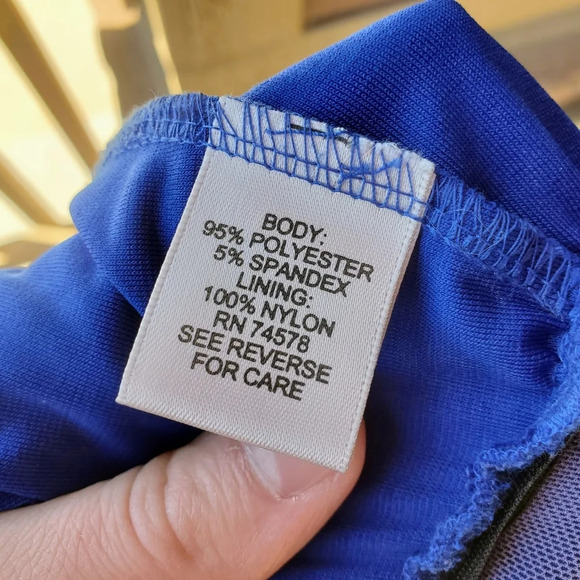 BODY:
95% POLYESTER
5% SPANDEX
LINING:
100% NYLON
RN 74578
SEE REVERSE
FOR CARE